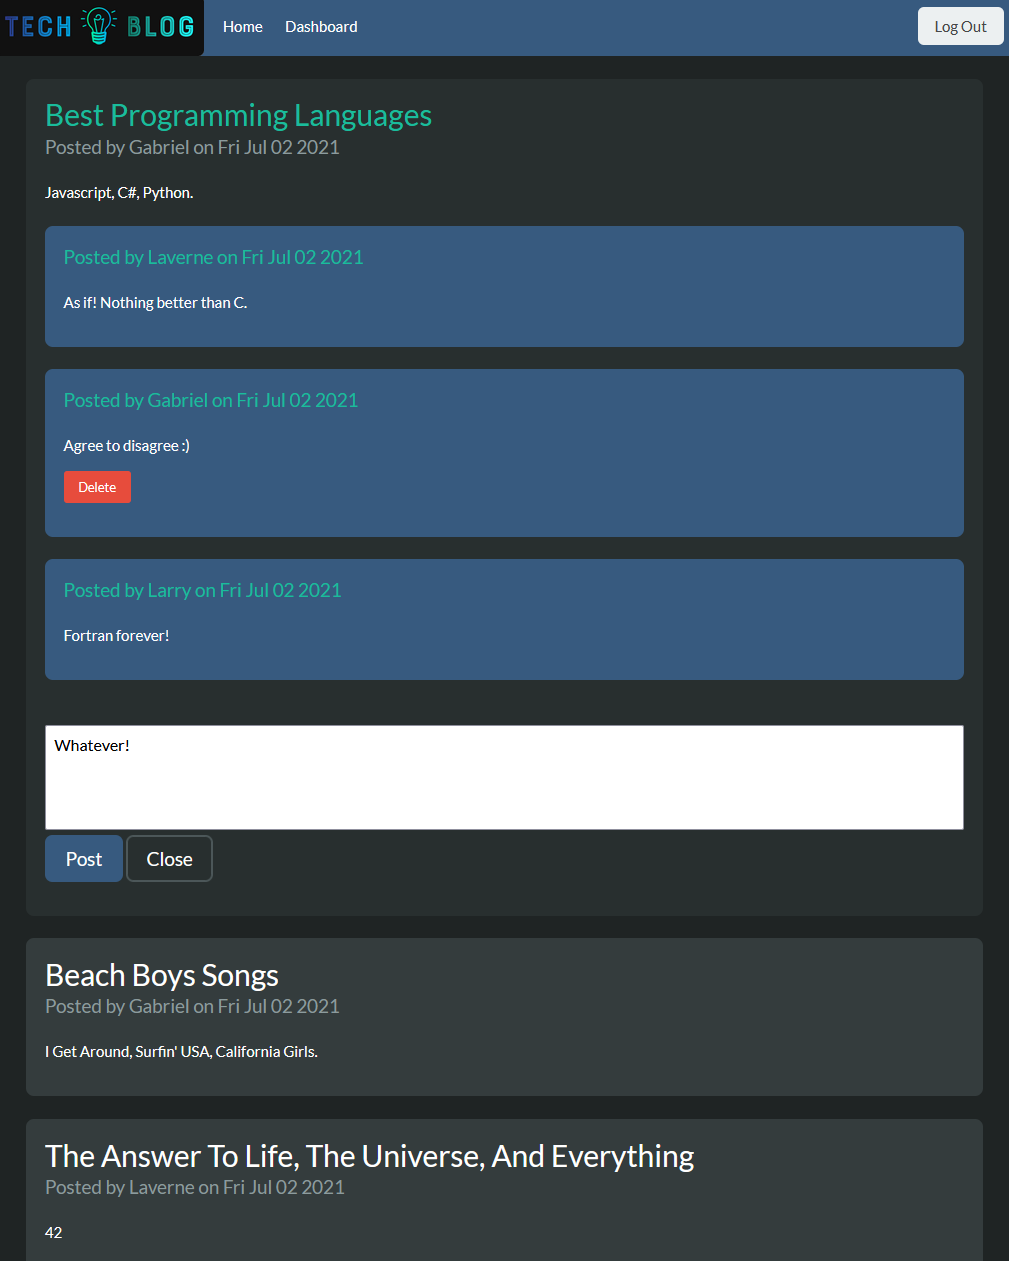 TECH BLOG Home Dashboard Log Out
Best Programming Languages
Posted by Gabriel on Fri Jul 02 2021
Javascript, C#, Python.
Posted by Laverne on Fri Jul 02 2021
As if! Nothing better than C.
Posted by Gabriel on Fri Jul 02 2021
Agree to disagree :)
Delete
Posted by Larry on Fri Jul 02 2021
Fortran forever!
Whatever!
Post Close
Beach Boys Songs
Posted by Gabriel on Fri Jul 02 2021
I Get Around, Surfin' USA, California Girls.
The Answer To Life, The Universe, And Everything
Posted by Laverne on Fri Jul 02 2021
42